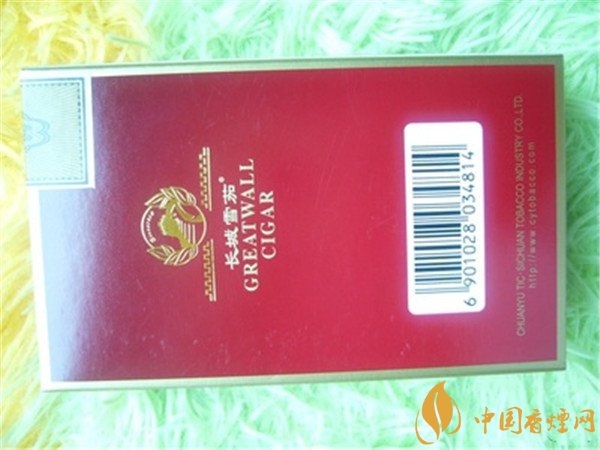 长城雪茄®
GREATWALL
CIGAR
6 901028 034814
CHUANYU TIC·SICHUAN TOBACCO INDUSTRY CO.,LTD.
http://www.cytobacco.com
中国香烟网